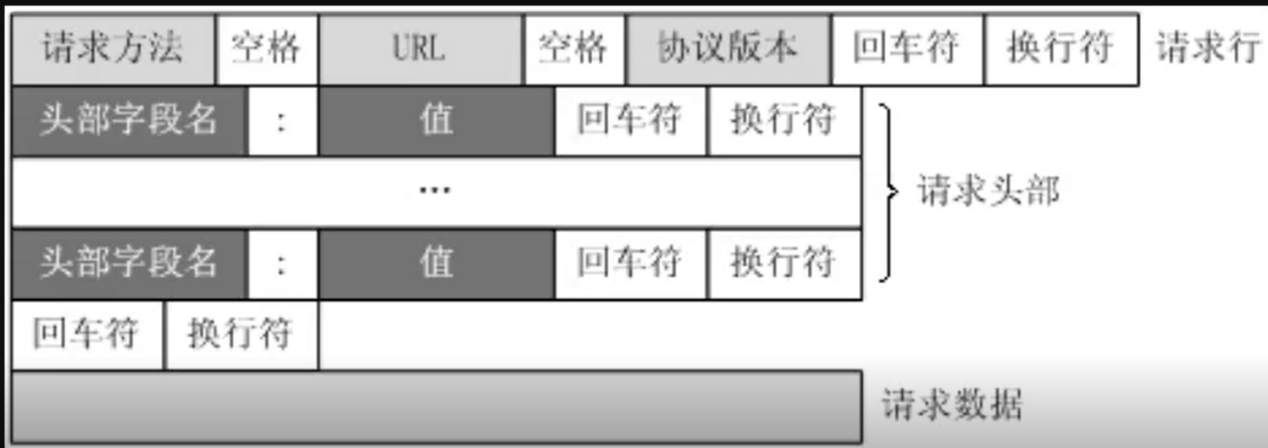 请求方法 空格 URL 空格 协议版本 回车符 换行符 请求行
头部字段名 : 值 回车符 换行符
… 请求头部
头部字段名 : 值 回车符 换行符
回车符 换行符
请求数据